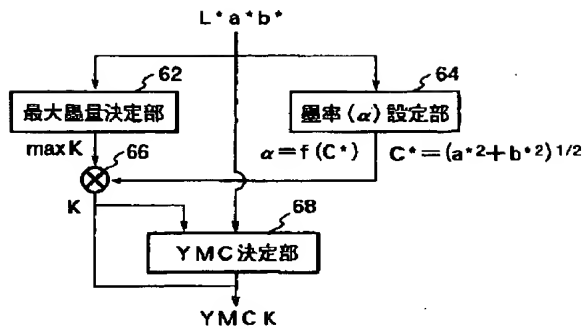 L*a*b*
62
64
最大墨量決定部
墨率(α)設定部
maxK
66
α=f(C*)
C*=(a*2+b*2)1/2
K
68
YMC決定部
YMCK